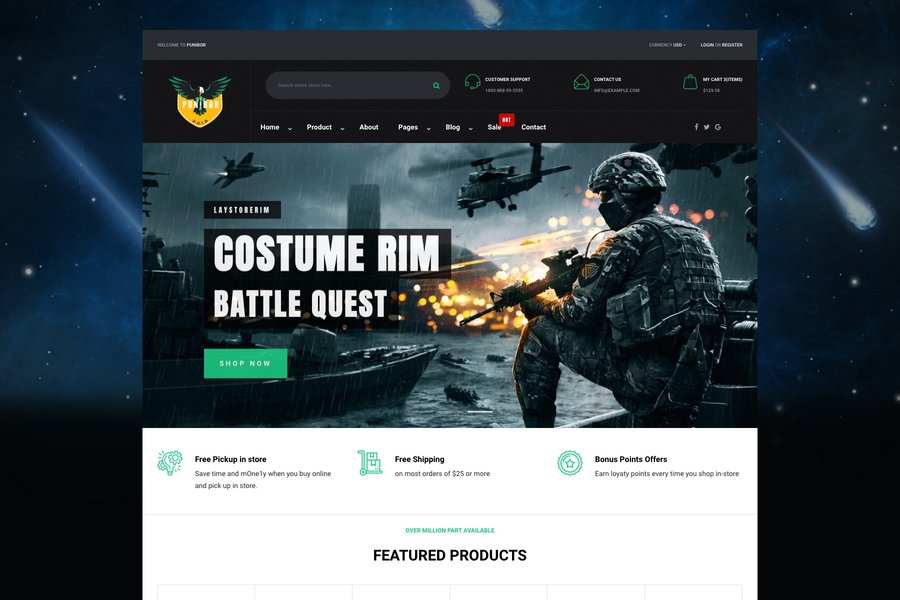 WELCOME TO PUNIBOR
CURRENCY USD
LOGIN OR REGISTER
PUNIBOR
2018
Search entire store here
CUSTOMER SUPPORT
1800-888-99-5555
CONTACT US
INFO@EXAMPLE.COM
MY CART 3(ITEMS)
$129.58
HOT
Home
Product
About
Pages
Blog
Sale
Contact
LAYSTORERIM
COSTUME RIM
BATTLE QUEST
SHOP NOW
Free Pickup in store
Save time and mOne1y when you buy online
and pick up in store.
Free Shipping
on most orders of $25 or more
Bonus Points Offers
Earn loyaty points every time you shop in-store
OVER MILLION PART AVAILABLE
FEATURED PRODUCTS